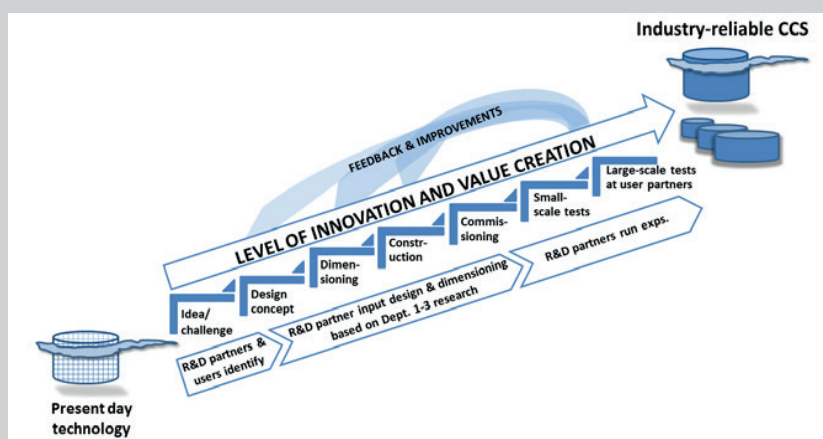 Industry-reliable CCS
FEEDBACK & IMPROVEMENTS
LEVEL OF INNOVATION AND VALUE CREATION
Idea/
challenge
Design
concept
Dimen-
sioning
Constr-
uction
Commis-
sioning
Small-
scale tests
Large-scale tests
at user partners
R&D partners &
users identify
R&D partner input design & dimensioning
based on Dept. 1-3 research
R&D partners run exps.
Present day
technology